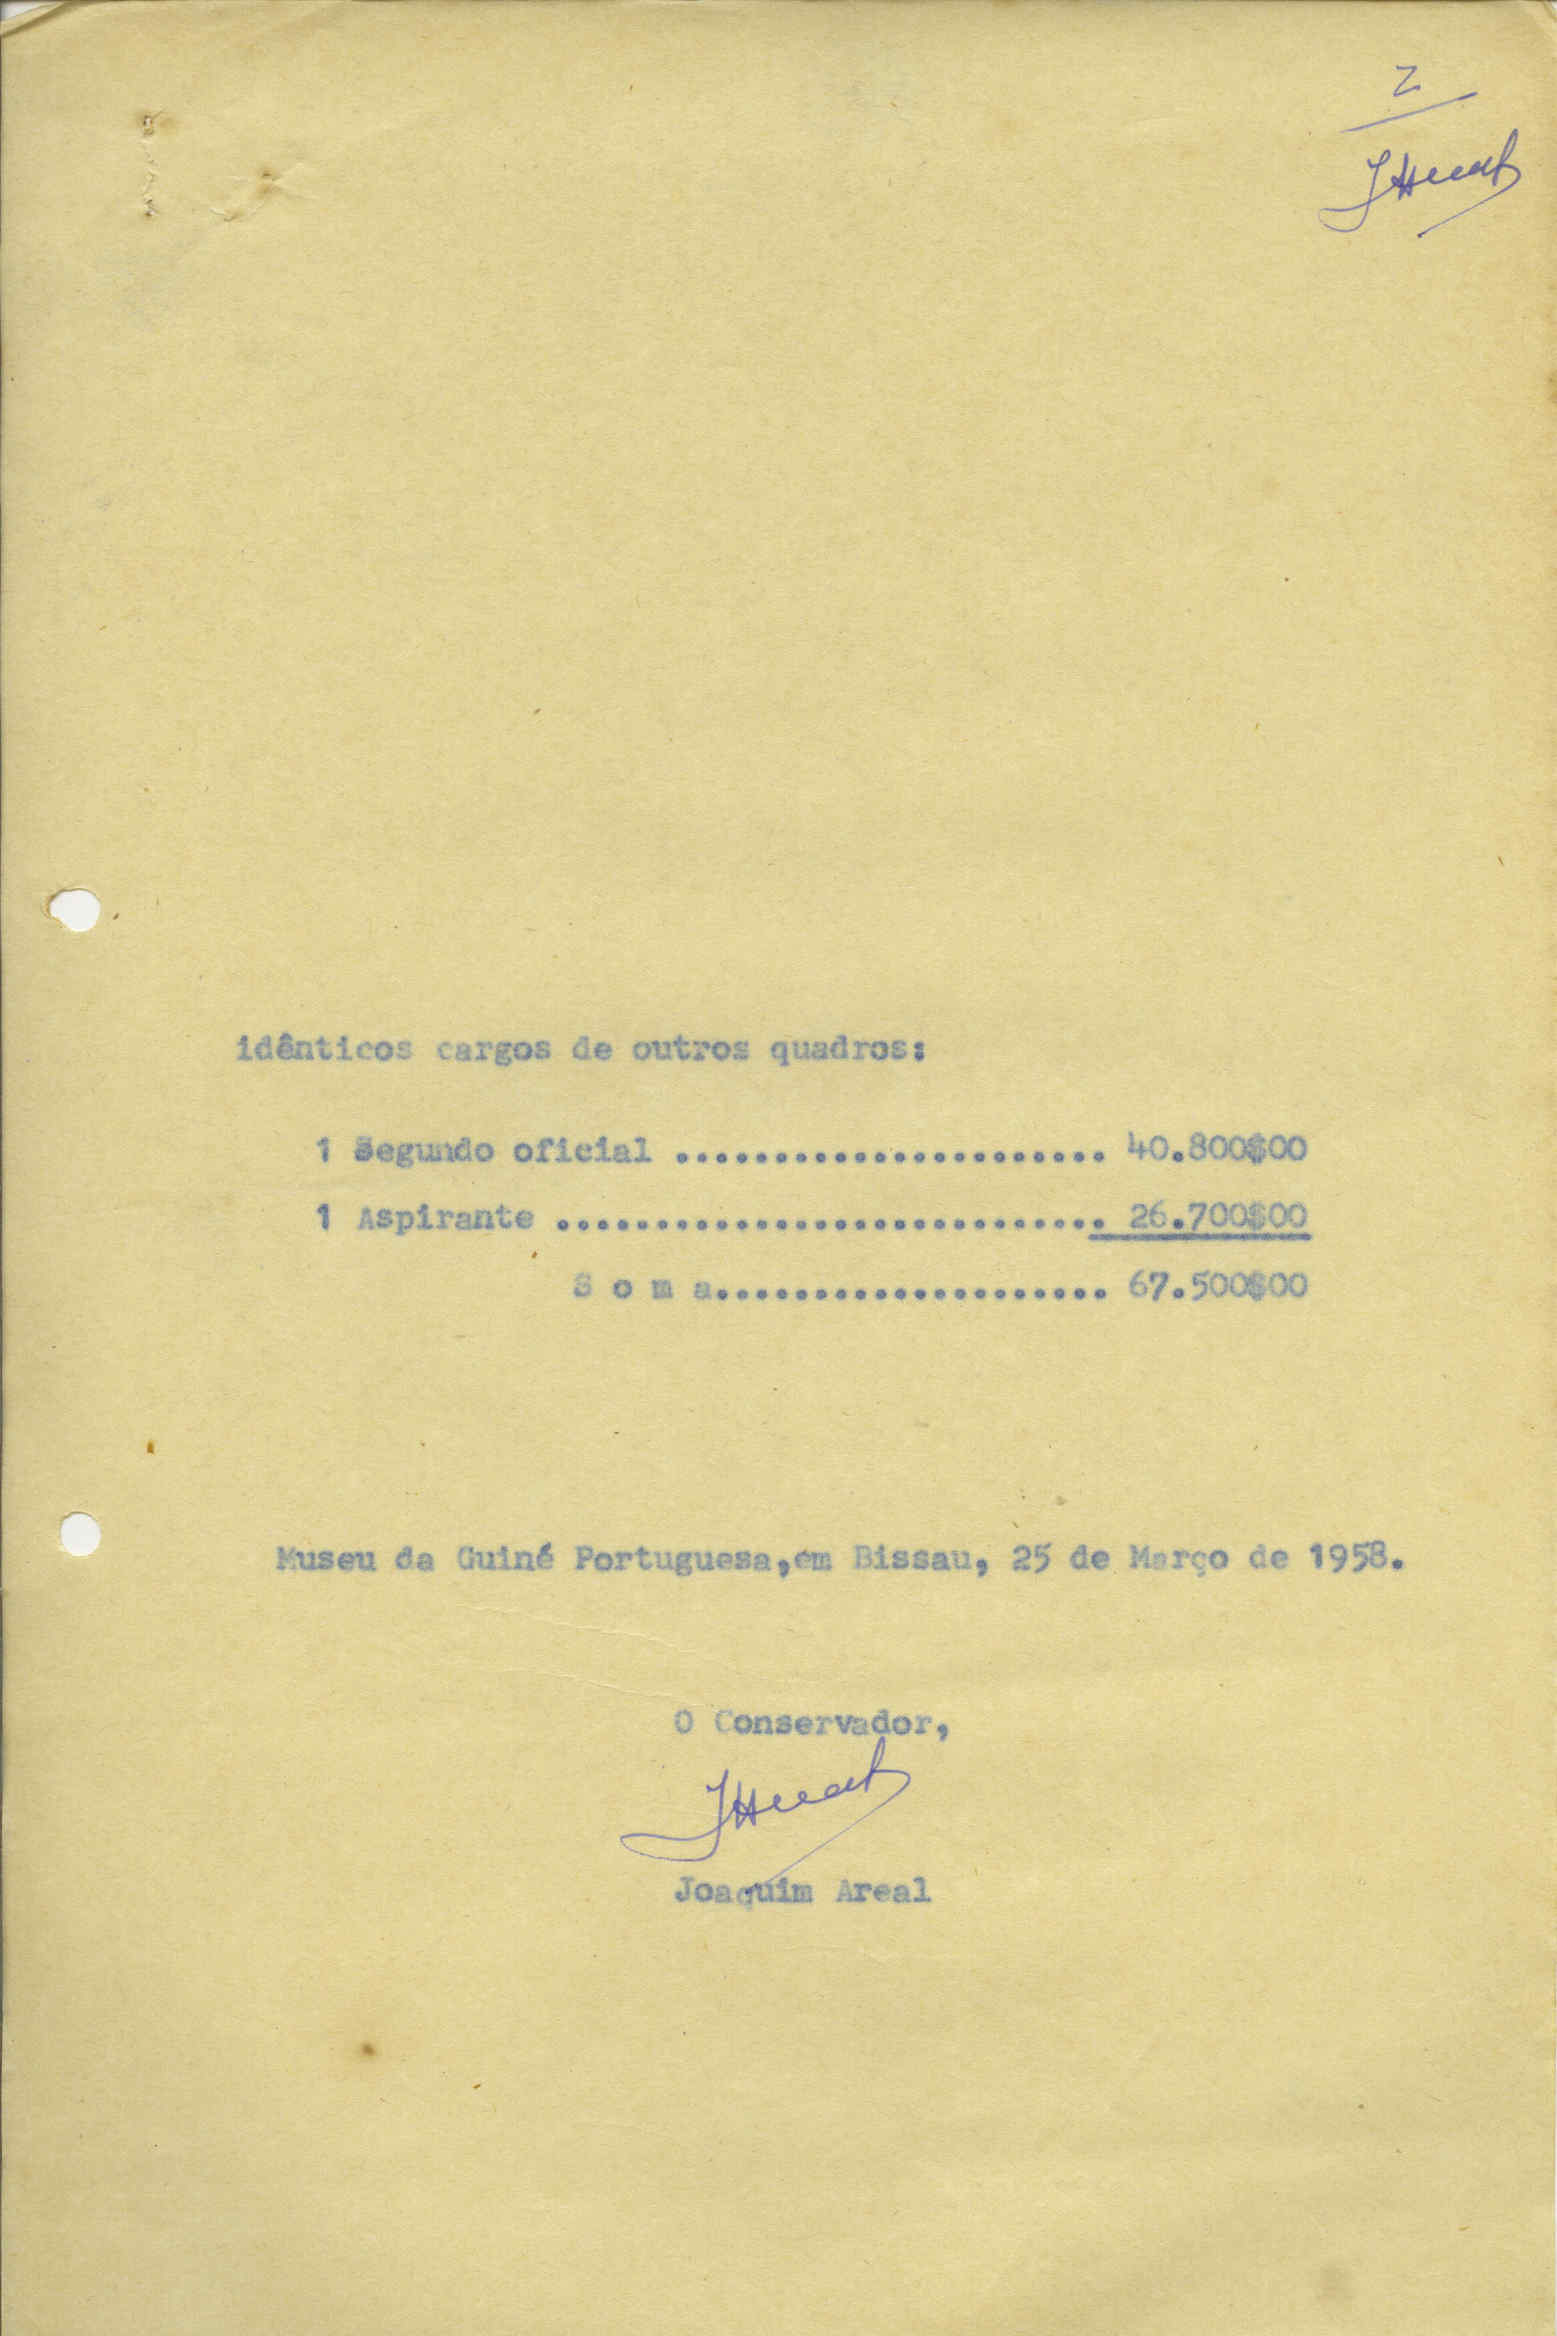 2
idênticos cargos de outros quadros:
1 Segundo oficial ...................... 40.800$00
1 Aspirante ............................ 26.700$00
S o m a.................... 67.500$00
Museu da Guiné Portuguesa,em Bissau, 25 de Março de 1958.
O Conservador,
Joaquim Areal